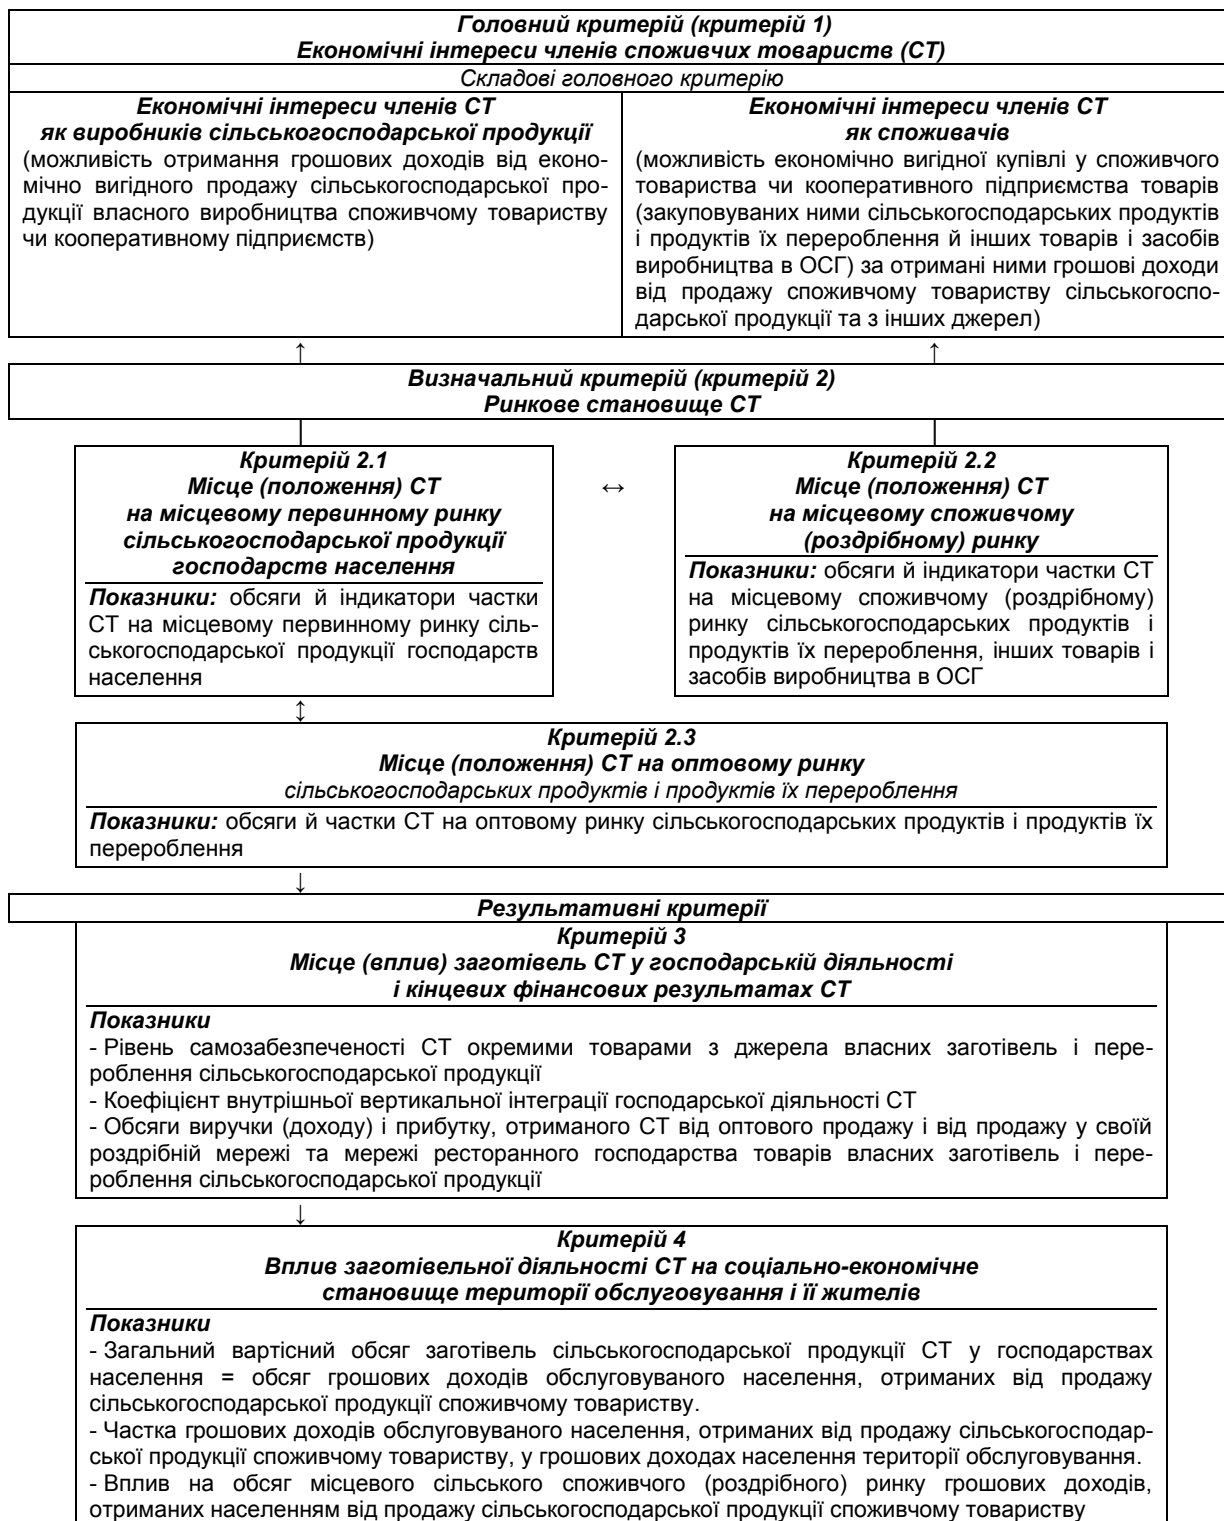 Головний критерій (критерій 1)
Економічні інтереси членів споживчих товариств (СТ)
Складові головного критерію
Економічні інтереси членів СТ
як виробників сільськогосподарської продукції
(можливість отримання грошових доходів від еконо-
мічно вигідного продажу сільськогосподарської про-
дукції власного виробництва споживчому товариству
чи кооперативному підприємств)
Економічні інтереси членів СТ
як споживачів
(можливість економічно вигідної купівлі у споживчого
товариства чи кооперативного підприємства товарів
(закуповуваних ними сільськогосподарських продуктів
і продуктів їх перероблення й інших товарів і засобів
виробництва в ОСГ) за отримані ними грошові доходи
від продажу споживчому товариству сільськогоспо-
дарської продукції та з інших джерел)
↑ ↑
Визначальний критерій (критерій 2)
Ринкове становище СТ
Критерій 2.1
Місце (положення) СТ
на місцевому первинному ринку
сільськогосподарської продукції
господарств населення
Показники: обсяги й індикатори частки
СТ на місцевому первинному ринку сіль-
ськогосподарської продукції господарств
населення
↔
Критерій 2.2
Місце (положення) СТ
на місцевому споживчому
(роздрібному) ринку
Показники: обсяги й індикатори частки СТ
на місцевому споживчому (роздрібному)
ринку сільськогосподарських продуктів і
продуктів їх перероблення, інших товарів і
засобів виробництва в ОСГ
↕
Критерій 2.3
Місце (положення) СТ на оптовому ринку
сільськогосподарських продуктів і продуктів їх перероблення
Показники: обсяги й частки СТ на оптовому ринку сільськогосподарських продуктів і продуктів їх
перероблення
↓
Результативні критерії
Критерій 3
Місце (вплив) заготівель СТ у господарській діяльності
і кінцевих фінансових результатах СТ
Показники
- Рівень самозабезпеченості СТ окремими товарами з джерела власних заготівель і пере-
роблення сільськогосподарської продукції
- Коефіцієнт внутрішньої вертикальної інтеграції господарської діяльності СТ
- Обсяги виручки (доходу) і прибутку, отриманого СТ від оптового продажу і від продажу у своїй
роздрібній мережі та мережі ресторанного господарства товарів власних заготівель і пере-
роблення сільськогосподарської продукції
↓
Критерій 4
Вплив заготівельної діяльності СТ на соціально-економічне
становище території обслуговування і її жителів
Показники
- Загальний вартісний обсяг заготівель сільськогосподарської продукції СТ у господарствах
населення = обсяг грошових доходів обслуговуваного населення, отриманих від продажу
сільськогосподарської продукції споживчому товариству.
- Частка грошових доходів обслуговуваного населення, отриманих від продажу сільськогосподар-
ської продукції споживчому товариству, у грошових доходах населення території обслуговування.
- Вплив на обсяг місцевого сільського споживчого (роздрібного) ринку грошових доходів,
отриманих населенням від продажу сільськогосподарської продукції споживчому товариству